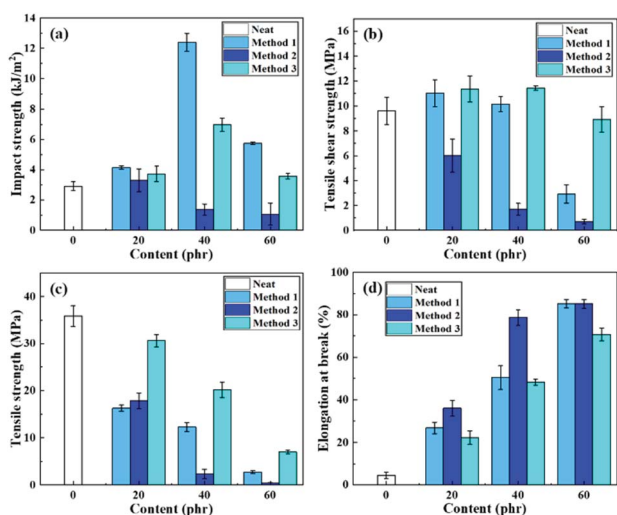 (a)
Neat
Method 1
Method 2
Method 3
Impact strength (kJ/m²)
14
12
10
8
6
4
2
0
0 20 40 60
Content (phr)
(b)
Neat
Method 1
Method 2
Method 3
Tensile shear strength (MPa)
16
14
12
10
8
6
4
2
0
0 20 40 60
Content (phr)
(c)
Neat
Method 1
Method 2
Method 3
Tensile strength (MPa)
40
30
20
10
0
0 20 40 60
Content (phr)
(d)
Neat
Method 1
Method 2
Method 3
Elongation at break (%)
100
80
60
40
20
0
0 20 40 60
Content (phr)